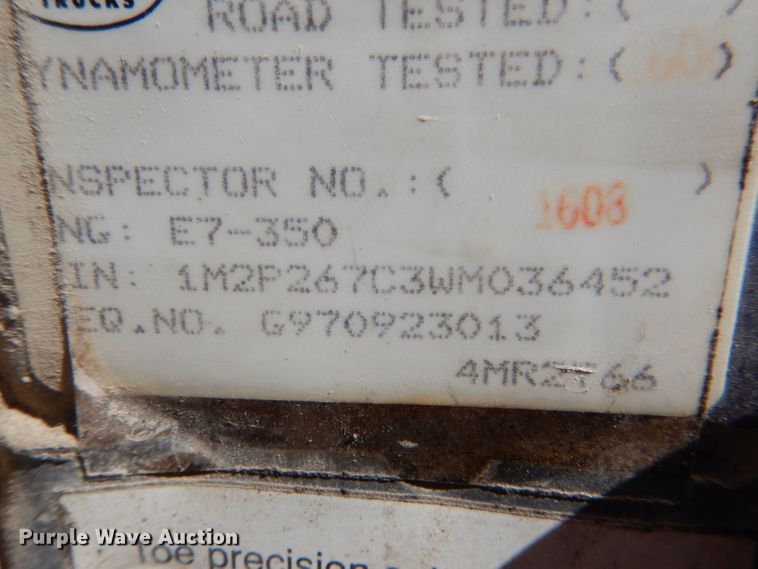 TRUCKS
ROAD TESTED:( )
YNAMOMETER TESTED:( )
NSPECTOR NO.:( 1603 )
NG: E7-350
IN: 1M2P267C3WM036452
EQ.NO. G970923013
Purple Wave Auction
Toe precision